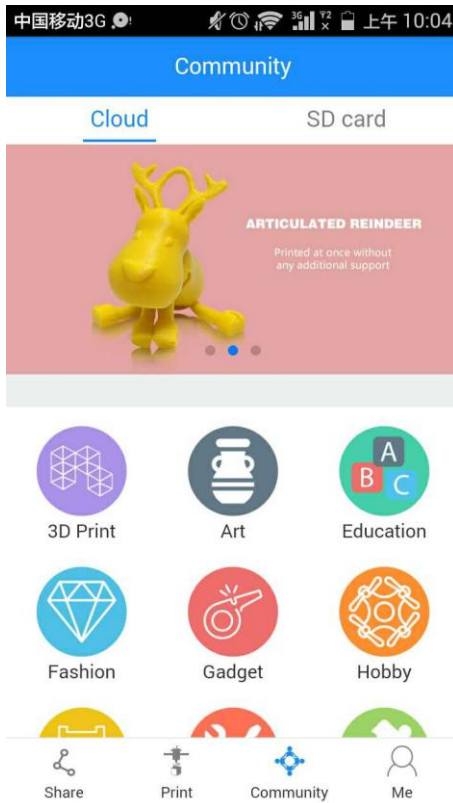 中国移动3G 上午 10:04
Community
Cloud SD card
ARTICULATED REINDEER
Printed at once without
any additional support
3D Print Art Education
A
B C
Fashion Gadget Hobby
Share Print Community Me